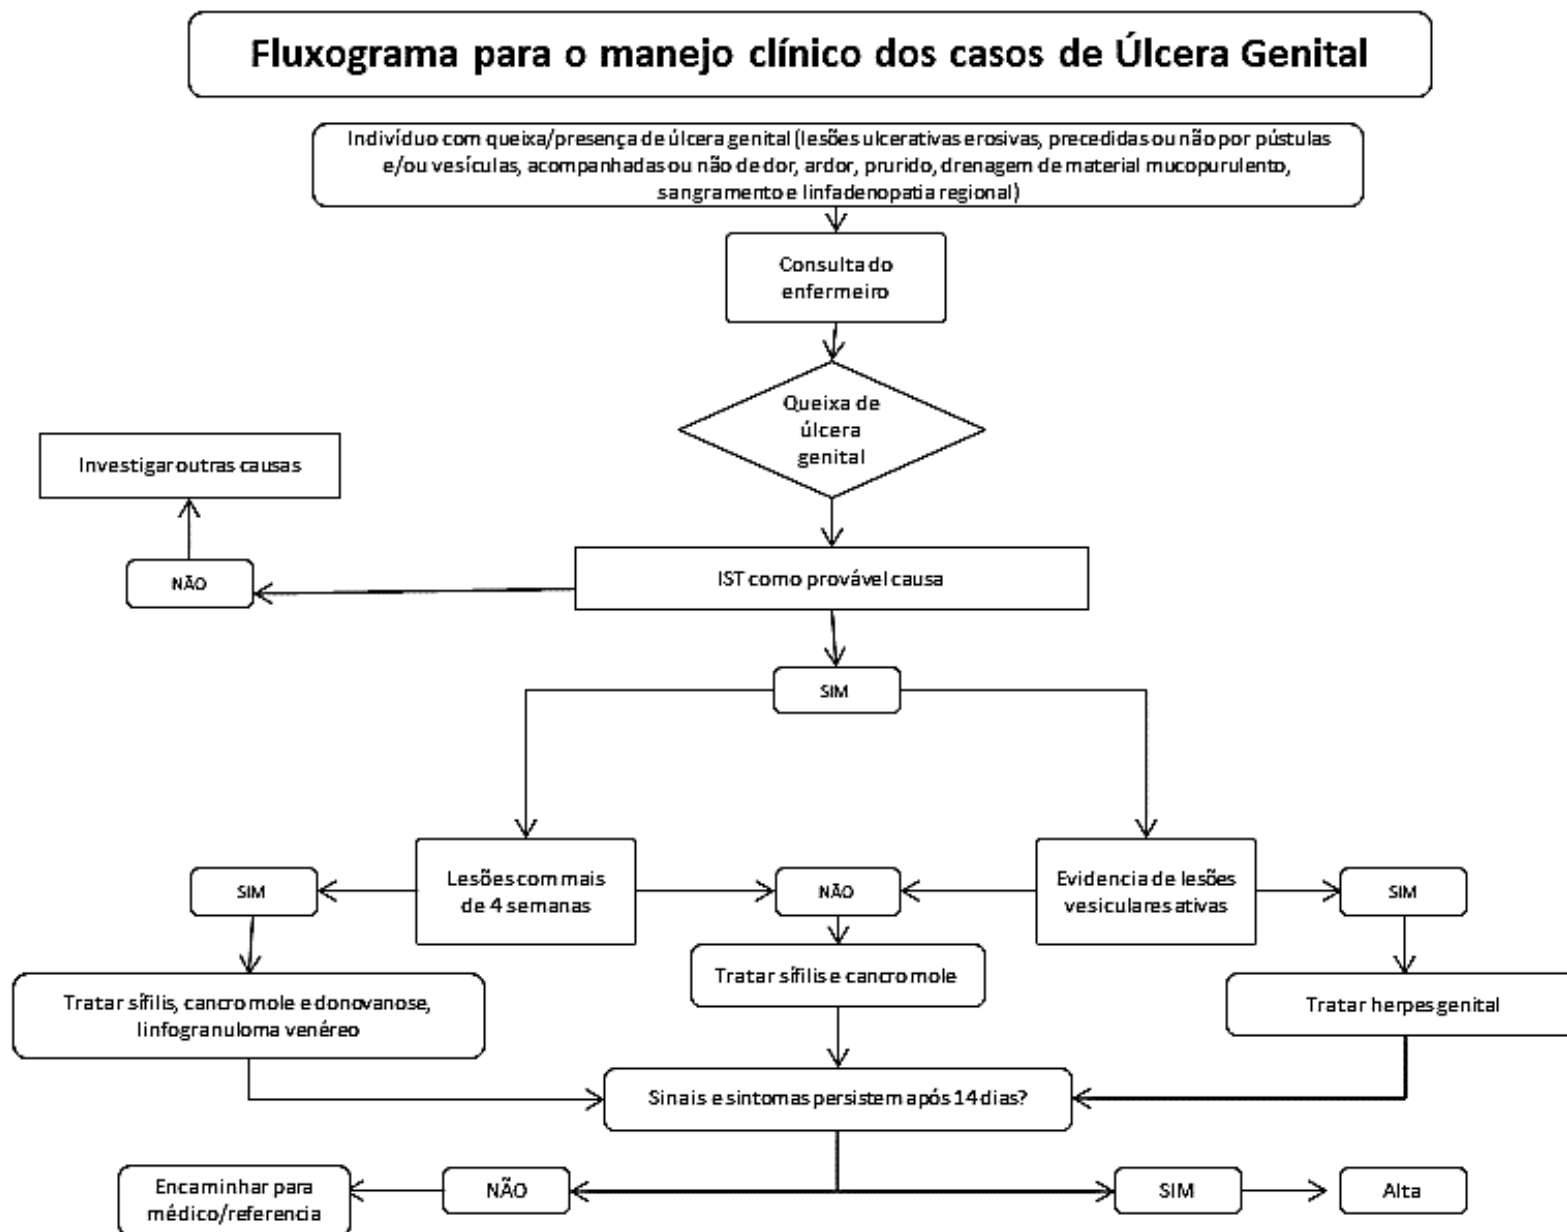 Fluxograma para o manejo clínico dos casos de Úlcera Genital
Indivíduo com queixa/presença de úlcera genital (lesões ulcerativas erosivas, precedidas ou não por pústulas
e/ou vesículas, acompanhadas ou não de dor, ardor, prurido, drenagem de material mucopurulento,
sangramento e linfadenopatia regional)
Consulta do
enfermeiro
Queixa de
úlcera
genital
Investigar outras causas
NÃO
IST como provável causa
SIM
Lesões com mais
de 4 semanas
SIM
NÃO
Evidencia de lesões
vesiculares ativas
SIM
Tratar sífilis, cancro mole e donovanose,
linfogranuloma venéreo
Tratar sífilis e cancro mole
Tratar herpes genital
Sinais e sintomas persistem após 14 dias?
Encaminhar para
médico/referencia
NÃO
SIM
Alta